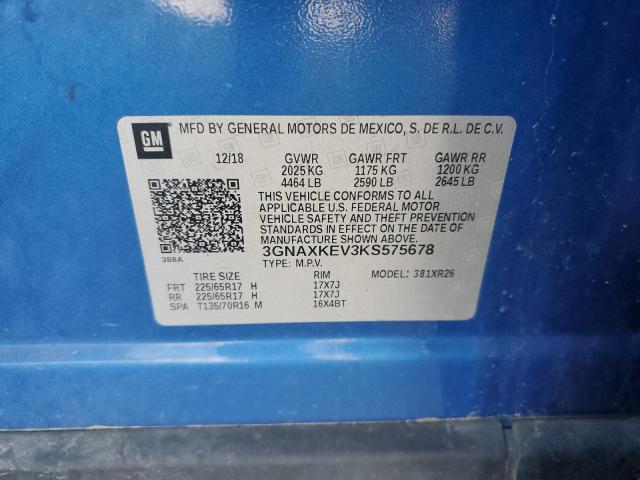 GM MFD BY GENERAL MOTORS DE MEXICO, S. DE R.L. DE C.V.
12/18 GVWR GAWR FRT GAWR RR
2025 KG 1175 KG 1200 KG
4464 LB 2590 LB 2645 LB
THIS VEHICLE CONFORMS TO ALL
APPLICABLE U.S. FEDERAL MOTOR
VEHICLE SAFETY AND THEFT PREVENTION
STANDARDS IN EFFECT ON THE DATE OF
MANUFACTURE SHOWN ABOVE.
3GNAXKEV3KS575678
388A
TYPE: M.P.V.
TIRE SIZE RIM MODEL: 381XR26
FRT 225/65R17 H 17X7J
RR 225/65R17 H 17X7J
SPA T135/70R16 M 16X4BT